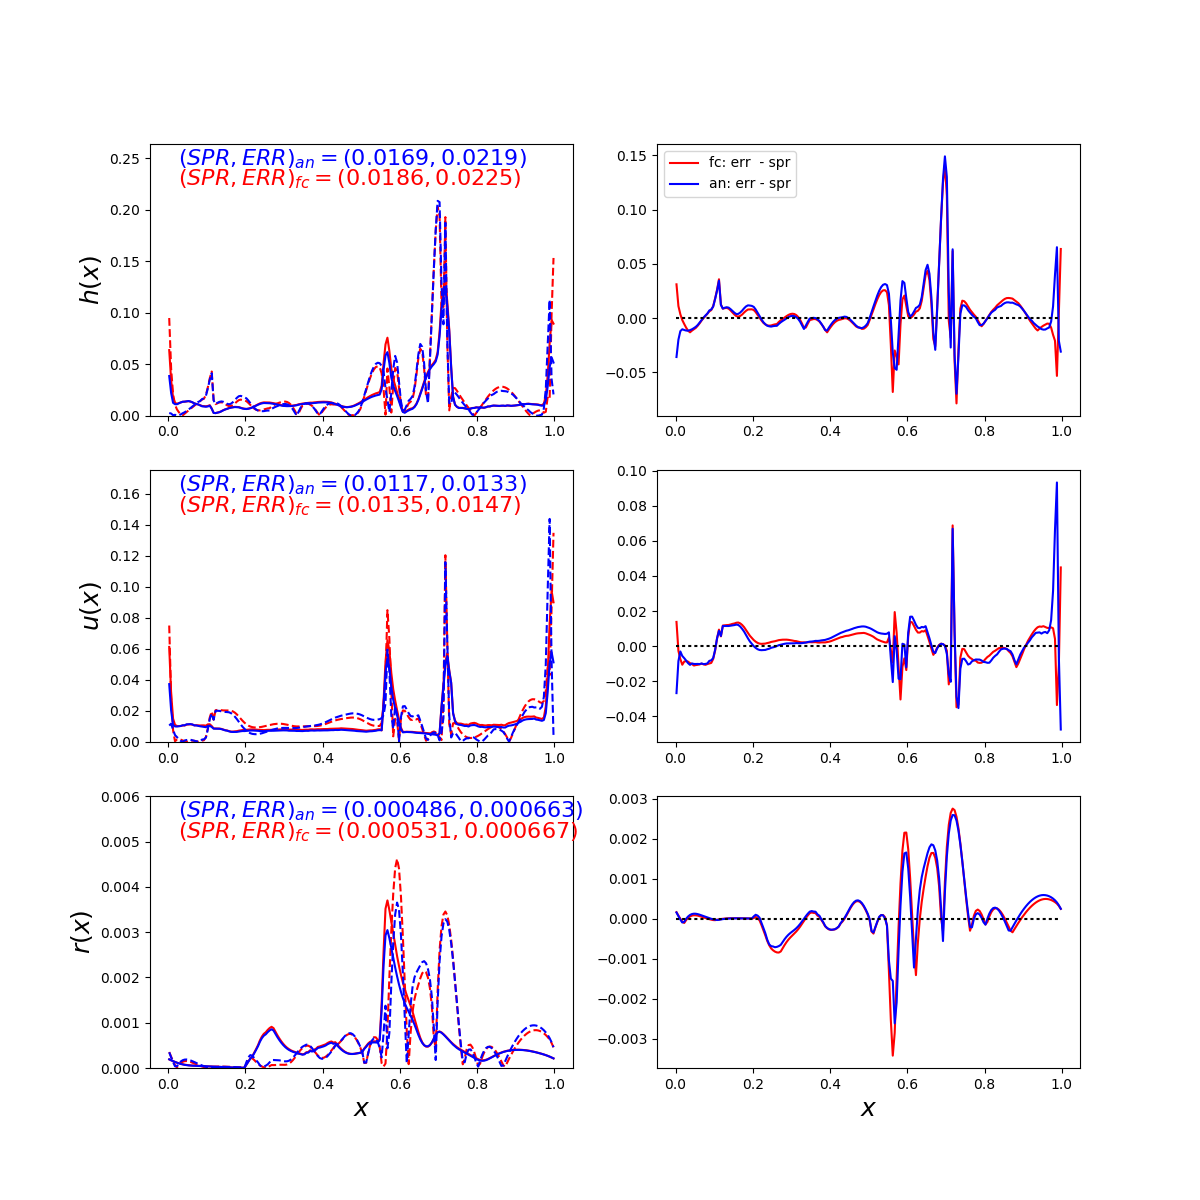 (SPR, ERR)an = (0.0169, 0.0219)
(SPR, ERR)fc = (0.0186, 0.0225)
h(x)
0.25
0.20
0.15
0.10
0.05
0.00
0.0 0.2 0.4 0.6 0.8 1.0
fc: err - spr
an: err - spr
0.15
0.10
0.05
0.00
−0.05
0.0 0.2 0.4 0.6 0.8 1.0
(SPR, ERR)an = (0.0117, 0.0133)
(SPR, ERR)fc = (0.0135, 0.0147)
u(x)
0.16
0.14
0.12
0.10
0.08
0.06
0.04
0.02
0.00
0.0 0.2 0.4 0.6 0.8 1.0
0.10
0.08
0.06
0.04
0.02
0.00
−0.02
−0.04
0.0 0.2 0.4 0.6 0.8 1.0
(SPR, ERR)an = (0.000486, 0.000663)
(SPR, ERR)fc = (0.000531, 0.000667)
r(x)
0.006
0.005
0.004
0.003
0.002
0.001
0.000
0.0 0.2 0.4 0.6 0.8 1.0
x
0.003
0.002
0.001
0.000
−0.001
−0.002
−0.003
0.0 0.2 0.4 0.6 0.8 1.0
x